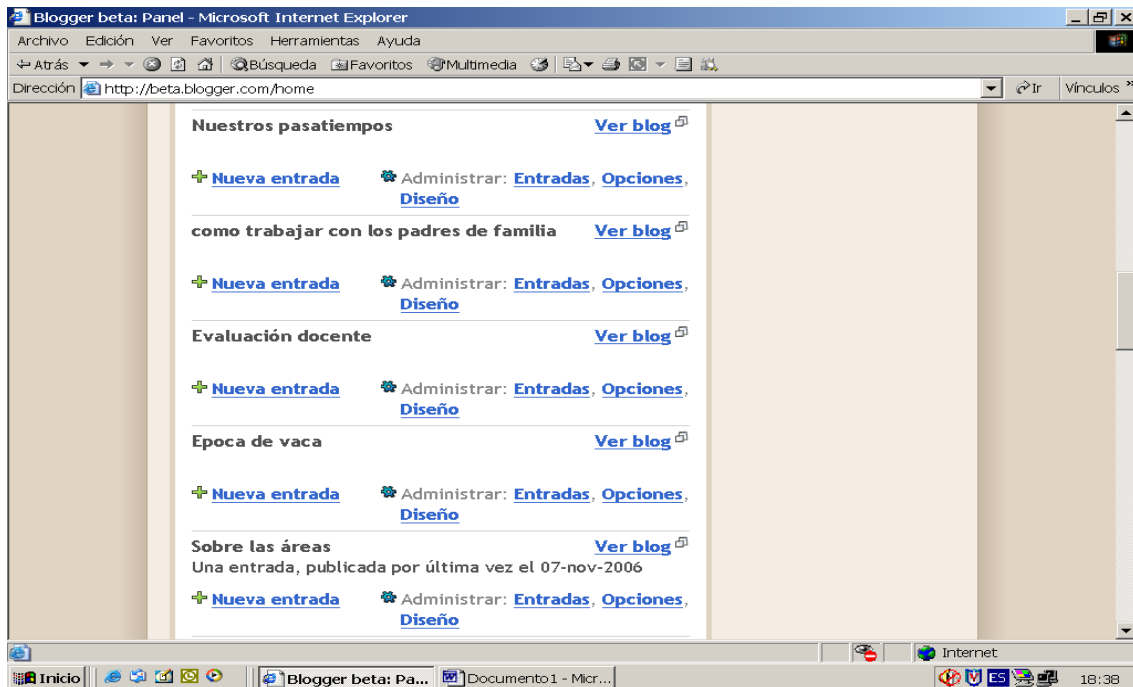 Blogger beta: Panel - Microsoft Internet Explorer
Archivo Edición Ver Favoritos Herramientas Ayuda
Atrás Búsqueda Favoritos Multimedia
Dirección http://beta.blogger.com/home Ir Vínculos »
Nuestros pasatiempos Ver blog
Nueva entrada Administrar: Entradas, Opciones,
Diseño
como trabajar con los padres de familia Ver blog
Nueva entrada Administrar: Entradas, Opciones,
Diseño
Evaluación docente Ver blog
Nueva entrada Administrar: Entradas, Opciones,
Diseño
Epoca de vaca Ver blog
Nueva entrada Administrar: Entradas, Opciones,
Diseño
Sobre las áreas Ver blog
Una entrada, publicada por última vez el 07-nov-2006
Nueva entrada Administrar: Entradas, Opciones,
Diseño
Internet
Inicio Blogger beta: Pa... Documento1 - Micr... ES 18:38